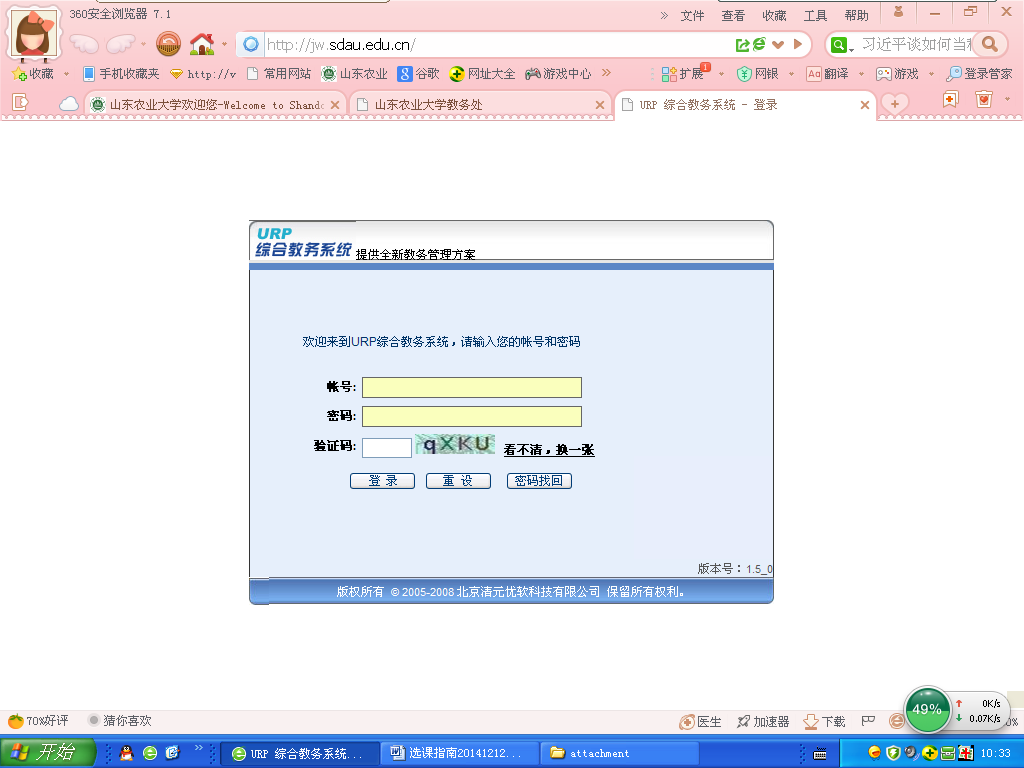 360安全浏览器 7.1
» 文件 查看 收藏 工具 帮助
http://jw.sdau.edu.cn/
习近平谈如何当
收藏 手机收藏夹 http://v 常用网站 山东农业 谷歌 网址大全 游戏中心 » 扩展 1 网银 翻译 游戏 登录管家
山东农业大学欢迎您-Welcome to Shando
山东农业大学教务处
URP 综合教务系统 - 登录
URP
综合教务系统 提供全新教务管理方案
欢迎来到URP综合教务系统，请输入您的帐号和密码
帐号:
密码:
验证码: qXKU 看不清，换一张
登 录 重 设 密码找回
版本号：1.5_0
版权所有 © 2005-2008 北京清元优软科技有限公司 保留所有权利。
70%好评 猜你喜欢
医生 加速器 下载
49%
0K/s
0.07K/s
0%
开始
» URP 综合教务系统... 选课指南20141212... attachment
10:33